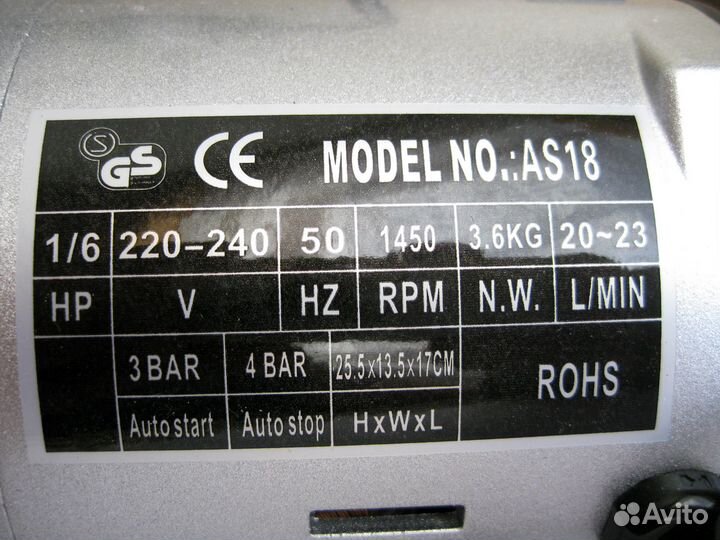 S GS CE MODEL NO.:AS18
1/6 220-240 50 1450 3.6KG 20~23
HP V HZ RPM N.W. L/MIN
3 BAR 4 BAR 25.5x13.5x17CM ROHS
Auto start Auto stop HxWxL
Avito